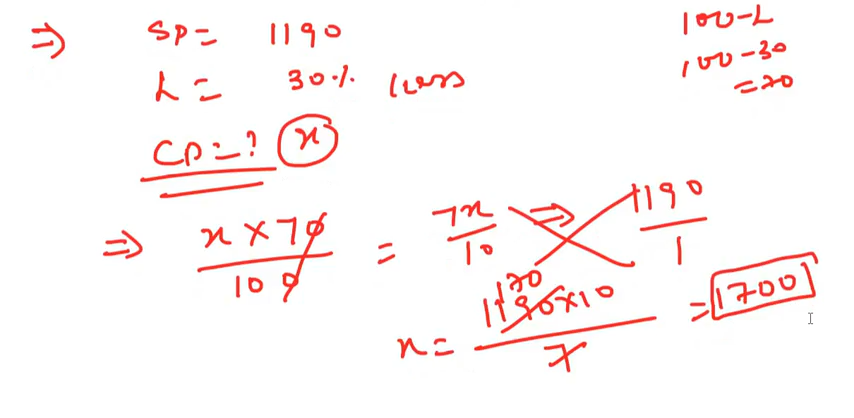 ⇒ SP = 1190
L = 30% Less
CP = ? x
100-L
100-30
= 70
⇒ x × 70 / 100 = 7x / 10 ⇒ 1190 / 1
170
x = 1190×10 / 7 = 1700